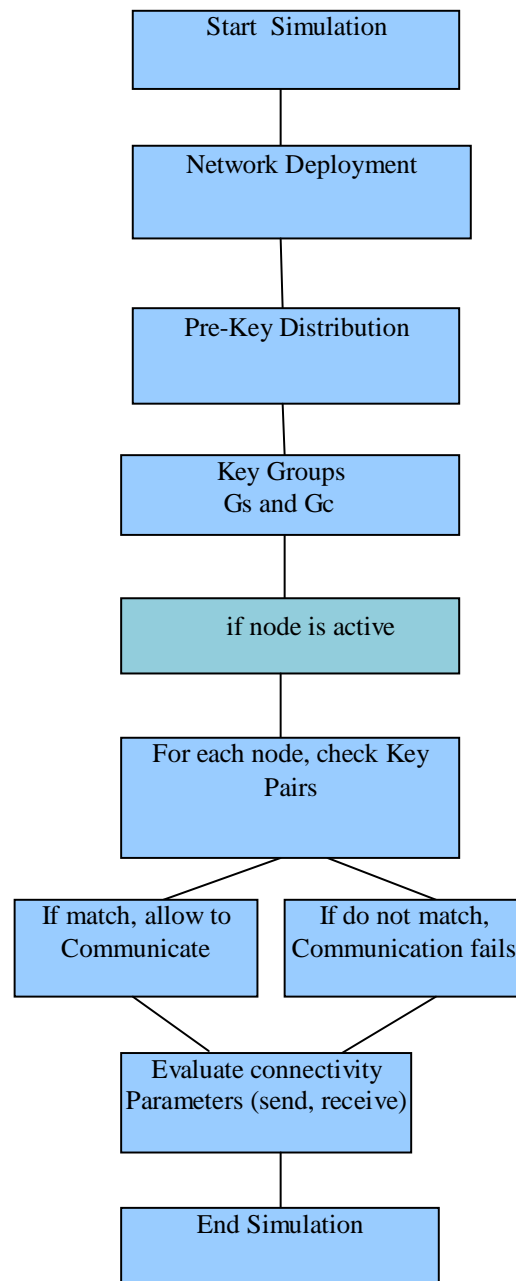 Start Simulation
Network Deployment
Pre-Key Distribution
Key Groups
Gs and Gc
if node is active
For each node, check Key
Pairs
If match, allow to
Communicate
If do not match,
Communication fails
Evaluate connectivity
Parameters (send, receive)
End Simulation